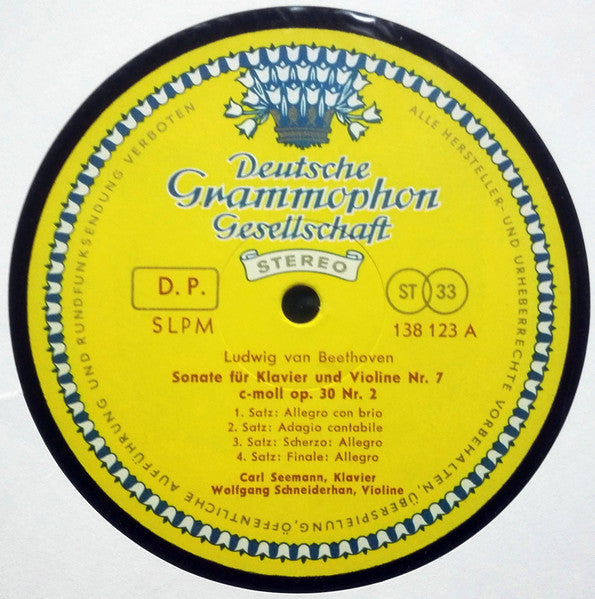 Deutsche
Grammophon
Gesellschaft
STEREO
D. P.
SLPM
ST 33
138 123 A
Ludwig van Beethoven
Sonate für Klavier und Violine Nr. 7
c-moll op. 30 Nr. 2
1. Satz: Allegro con brio
2. Satz: Adagio cantabile
3. Satz: Scherzo: Allegro
4. Satz: Finale: Allegro
Carl Seemann, Klavier
Wolfgang Schneiderhan, Violine
ALLE HERSTELLER- UND URHEBERRECHTE VORBEHALTEN, ÜBERSPIELUNG, ÖFFENTLICHE AUFFÜHRUNG UND RUNDFUNKSENDUNG VERBOTEN